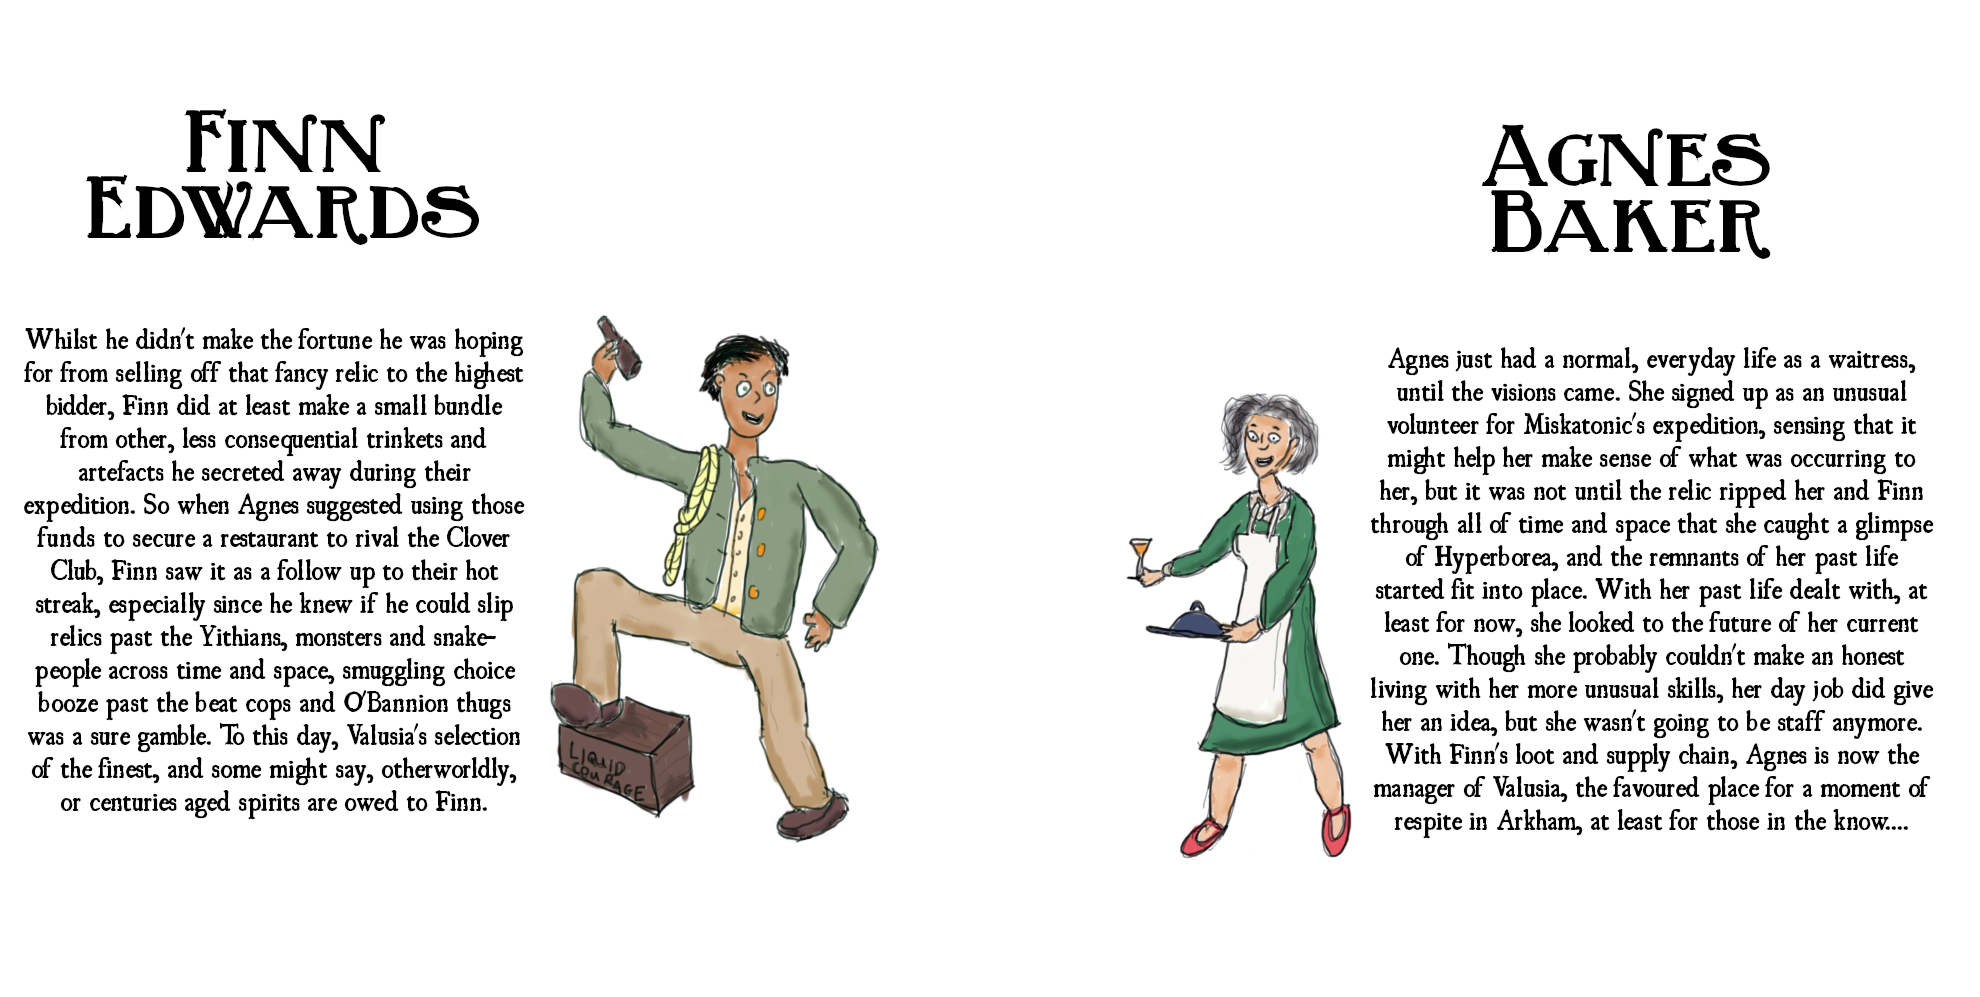 Finn
Edwards
Whilst he didn't make the fortune he was hoping
for from selling off that fancy relic to the highest
bidder, Finn did at least make a small bundle
from other, less consequential trinkets and
artefacts he secreted away during their
expedition. So when Agnes suggested using those
funds to secure a restaurant to rival the Clover
Club, Finn saw it as a follow up to their hot
streak, especially since he knew if he could slip
relics past the Yithians, monsters and snake-
people across time and space, smuggling choice
booze past the beat cops and O'Bannion thugs
was a sure gamble. To this day, Valusia's selection
of the finest, and some might say, otherworldly,
or centuries aged spirits are owed to Finn.
LIQUID
COURAGE
Agnes
Baker
Agnes just had a normal, everyday life as a waitress,
until the visions came. She signed up as an unusual
volunteer for Miskatonic's expedition, sensing that it
might help her make sense of what was occurring to
her, but it was not until the relic ripped her and Finn
through all of time and space that she caught a glimpse
of Hyperborea, and the remnants of her past life
started fit into place. With her past life dealt with, at
least for now, she looked to the future of her current
one. Though she probably couldn't make an honest
living with her more unusual skills, her day job did give
her an idea, but she wasn't going to be staff anymore.
With Finn's loot and supply chain, Agnes is now the
manager of Valusia, the favoured place for a moment of
respite in Arkham, at least for those in the know....